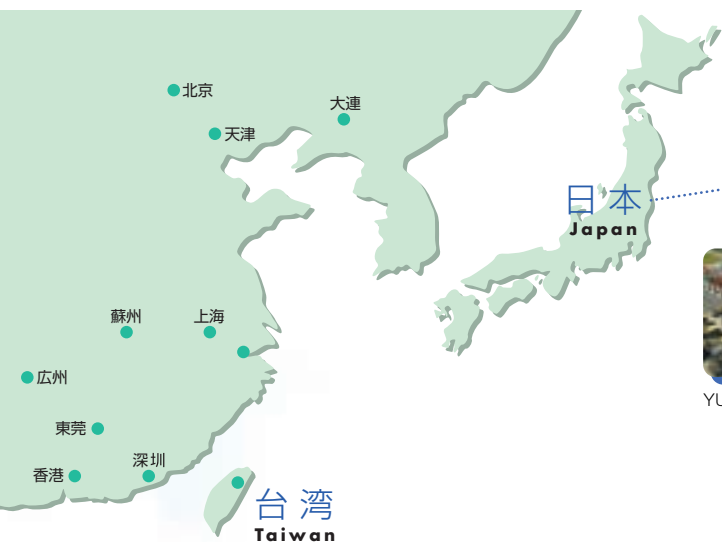 北京
大連
天津
日本
Japan
蘇州
上海
広州
YU
東莞
深圳
香港
台湾
Taiwan